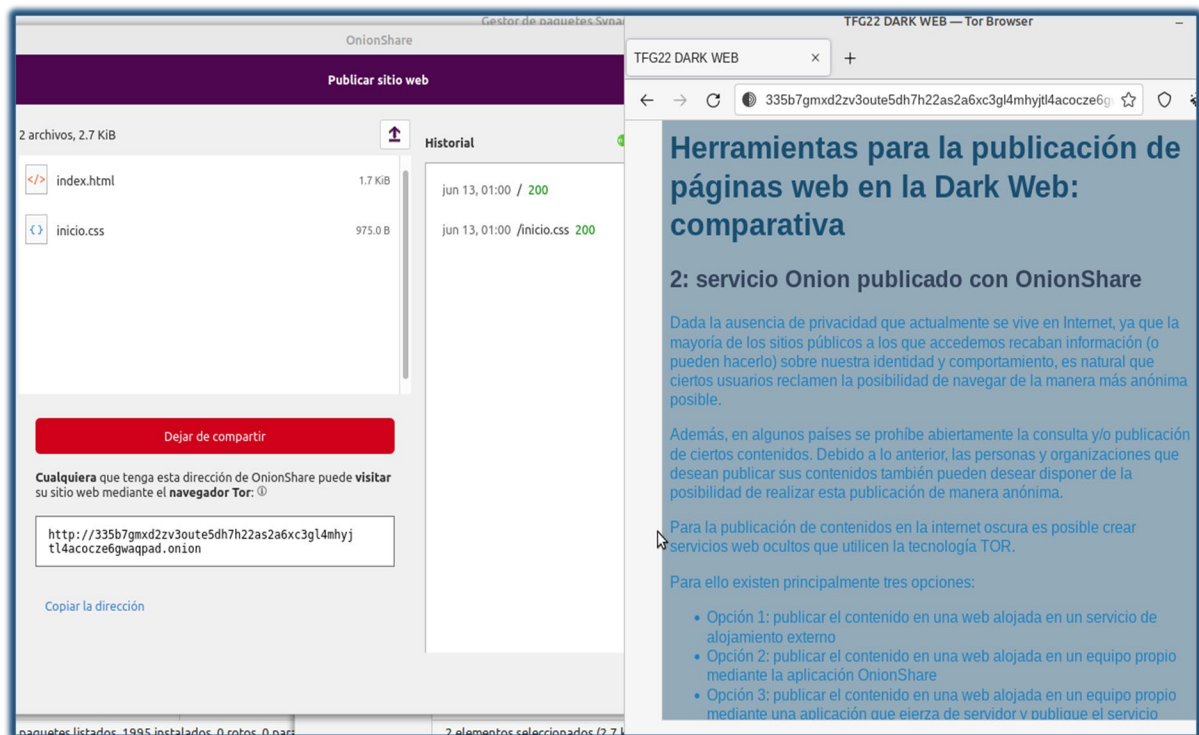 Gestor de paquetes Syna
OnionShare
Publicar sitio web
2 archivos, 2.7 KiB
index.html
1.7 KiB
inicio.css
975.0 B
Historial
jun 13, 01:00 / 200
jun 13, 01:00 /inicio.css 200
Dejar de compartir
Cualquiera que tenga esta dirección de OnionShare puede visitar
su sitio web mediante el navegador Tor:
http://335b7gmxd2zv3oute5dh7h22as2a6xc3gl4mhyj
tl4acocze6gwaqpad.onion
Copiar la dirección
paquetes listados, 1995 instalados, 0 rotos, 0 para
2 elementos seleccionados (2.7 k
TFG22 DARK WEB — Tor Browser
TFG22 DARK WEB
335b7gmxd2zv3oute5dh7h22as2a6xc3gl4mhyjtl4acocze6g
Herramientas para la publicación de
páginas web en la Dark Web:
comparativa
2: servicio Onion publicado con OnionShare
Dada la ausencia de privacidad que actualmente se vive en Internet, ya que la
mayoría de los sitios públicos a los que accedemos recaban información (o
pueden hacerlo) sobre nuestra identidad y comportamiento, es natural que
ciertos usuarios reclamen la posibilidad de navegar de la manera más anónima
posible.
Además, en algunos países se prohíbe abiertamente la consulta y/o publicación
de ciertos contenidos. Debido a lo anterior, las personas y organizaciones que
desean publicar sus contenidos también pueden desear disponer de la
posibilidad de realizar esta publicación de manera anónima.
Para la publicación de contenidos en la internet oscura es posible crear
servicios web ocultos que utilicen la tecnología TOR.
Para ello existen principalmente tres opciones:
• Opción 1: publicar el contenido en una web alojada en un servicio de
alojamiento externo
• Opción 2: publicar el contenido en una web alojada en un equipo propio
mediante la aplicación OnionShare
• Opción 3: publicar el contenido en una web alojada en un equipo propio
mediante una aplicación que ejerza de servidor y publique el servicio